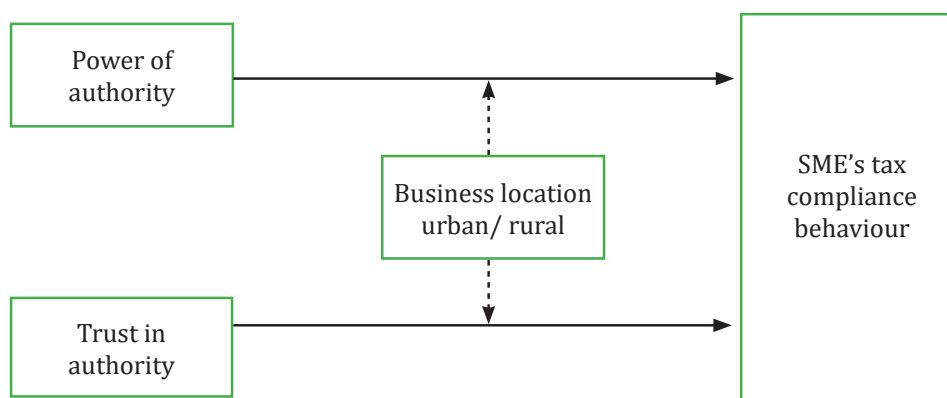 Power of
authority
Business location
urban/ rural
SME’s tax
compliance
behaviour
Trust in
authority